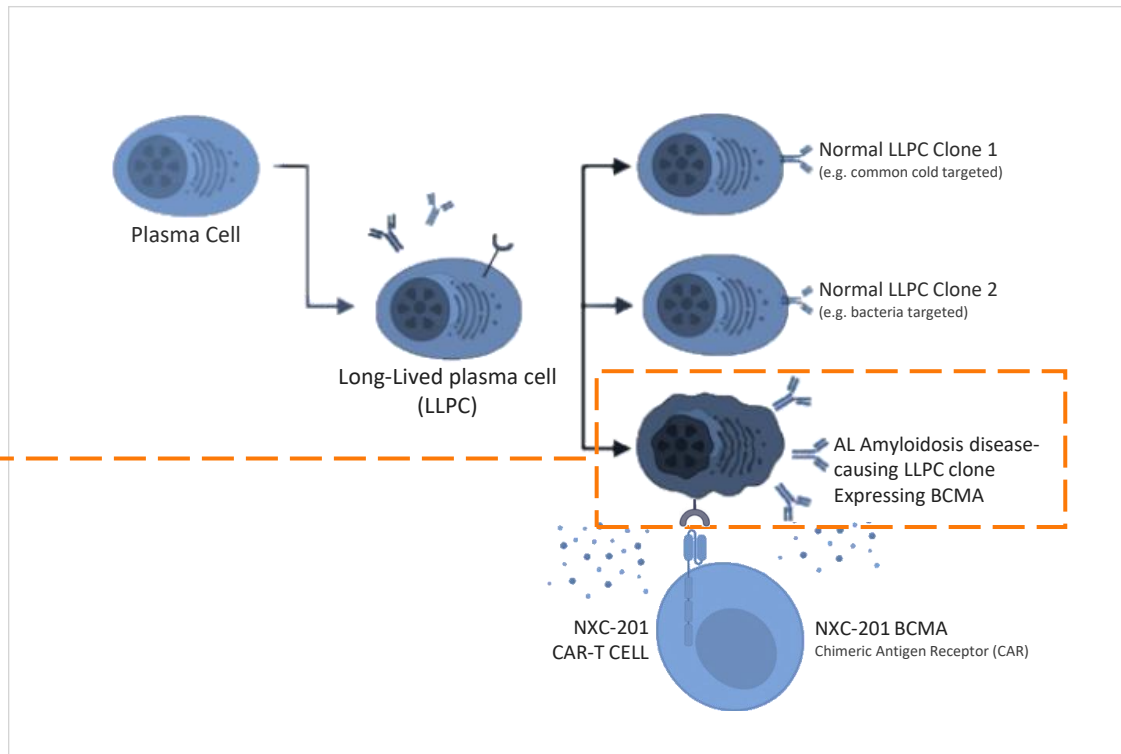 Plasma Cell
Long-Lived plasma cell
(LLPC)
Normal LLPC Clone 1
(e.g. common cold targeted)
Normal LLPC Clone 2
(e.g. bacteria targeted)
AL Amyloidosis disease-
causing LLPC clone
Expressing BCMA
NXC-201
CAR-T CELL
NXC-201 BCMA
Chimeric Antigen Receptor (CAR)